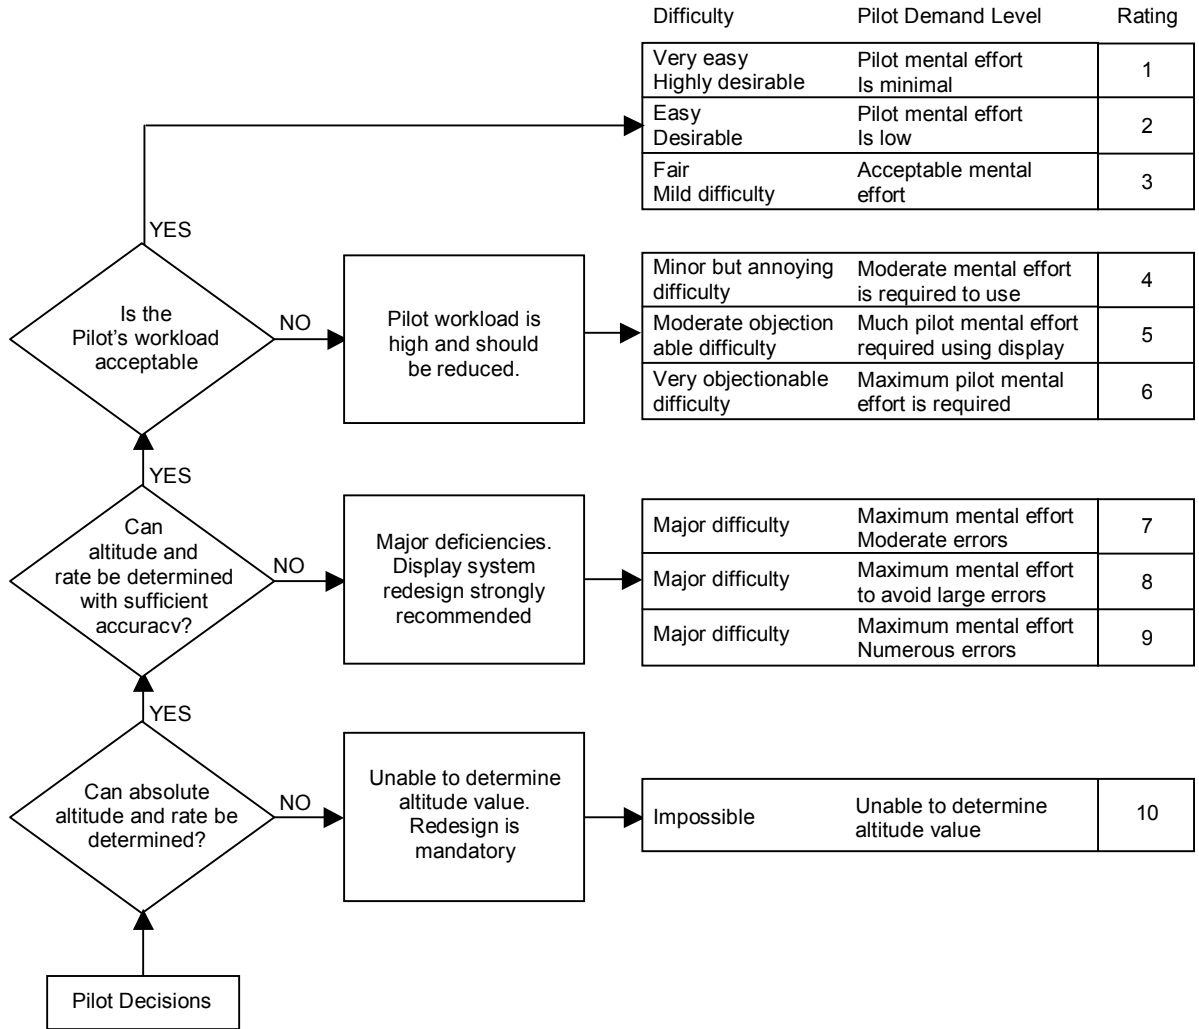 Difficulty
Pilot Demand Level
Rating
Very easy
Highly desirable
Pilot mental effort
Is minimal
1
Easy
Desirable
Pilot mental effort
Is low
2
Fair
Mild difficulty
Acceptable mental
effort
3
YES
Is the
Pilot’s workload
acceptable
NO
Pilot workload is
high and should
be reduced.
Minor but annoying
difficulty
Moderate mental effort
is required to use
4
Moderate objection
able difficulty
Much pilot mental effort
required using display
5
Very objectionable
difficulty
Maximum pilot mental
effort is required
6
YES
Can
altitude and
rate be determined
with sufficient
accuracy?
NO
Major deficiencies.
Display system
redesign strongly
recommended
Major difficulty
Maximum mental effort
Moderate errors
7
Major difficulty
Maximum mental effort
to avoid large errors
8
Major difficulty
Maximum mental effort
Numerous errors
9
YES
Can absolute
altitude and rate be
determined?
NO
Unable to determine
altitude value.
Redesign is
mandatory
Impossible
Unable to determine
altitude value
10
Pilot Decisions